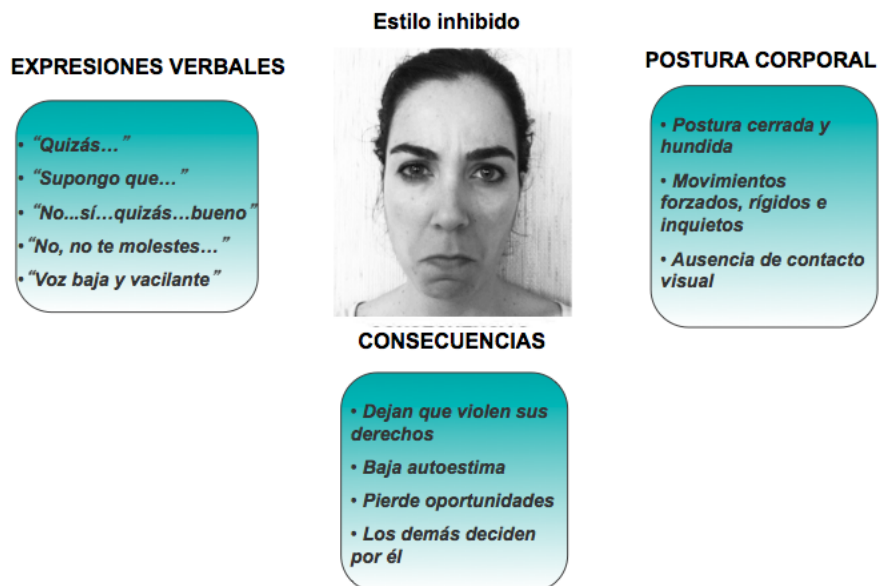 Estilo inhibido
EXPRESIONES VERBALES
• “Quizás...”
• “Supongo que...”
• “No...sí...quizás...bueno”
• “No, no te molestes...”
• “Voz baja y vacilante”
POSTURA CORPORAL
• Postura cerrada y
hundida
• Movimientos
forzados, rígidos e
inquietos
• Ausencia de contacto
visual
CONSECUENCIAS
• Dejan que violen sus
derechos
• Baja autoestima
• Pierde oportunidades
• Los demás deciden
por él